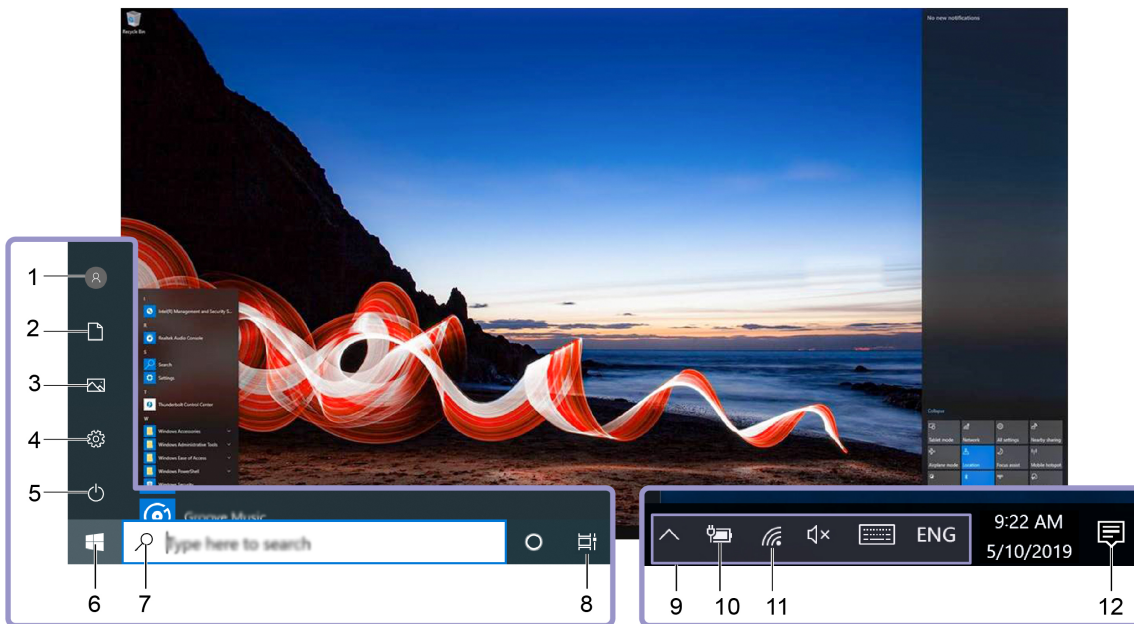 Recycle Bin
No new notifications
1
2
3
4
5
I
Intel(R) Management and Security S...
R
Realtek Audio Console
S
Search
Settings
T
Thunderbolt Control Center
W
Windows Accessories
Windows Administrative Tools
Windows Ease of Access
Windows PowerShell
Windows Security
Groove Music
Type here to search
6
7
8
Collapse
Tablet mode
Network
All settings
Nearby sharing
Airplane mode
Location
Focus assist
Mobile hotspot
ENG
9:22 AM
5/10/2019
9
10
11
12